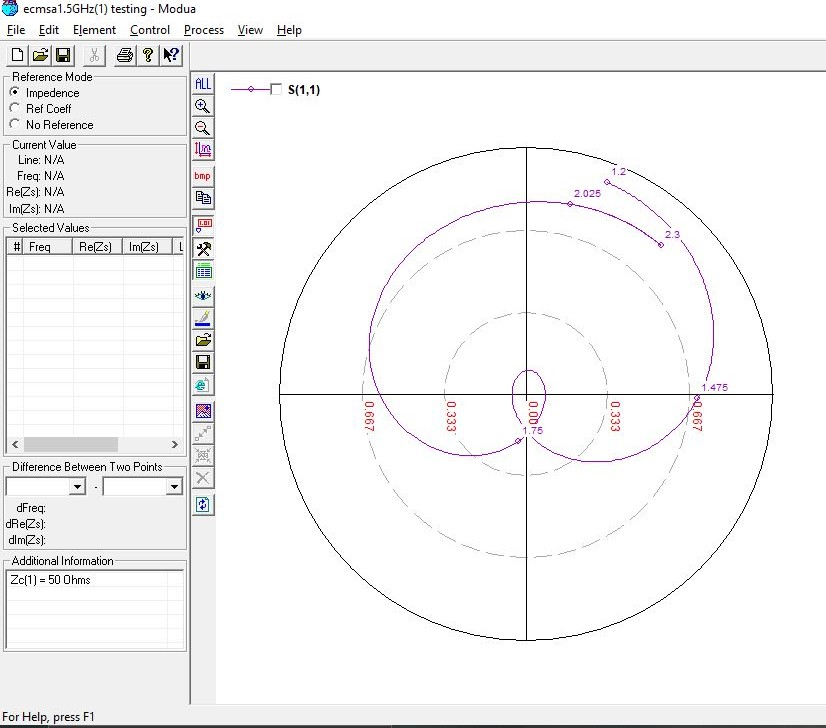 ecmsa1.5GHz(1) testing - Modua
File Edit Element Control Process View Help
Reference Mode
Impedence
Ref Coeff
No Reference
Current Value
Line: N/A
Freq: N/A
Re(Zs): N/A
Im(Zs): N/A
Selected Values
# Freq Re(Zs) Im(Zs) L
Difference Between Two Points
-
dFreq:
dRe(Zs):
dIm(Zs):
Additional Information
Zc(1) = 50 Ohms
For Help, press F1
ALL
bmp
1.01
S(1,1)
1.2
2.025
2.3
1.475
0.667
0.333
0.00
0.333
0.667
1.75